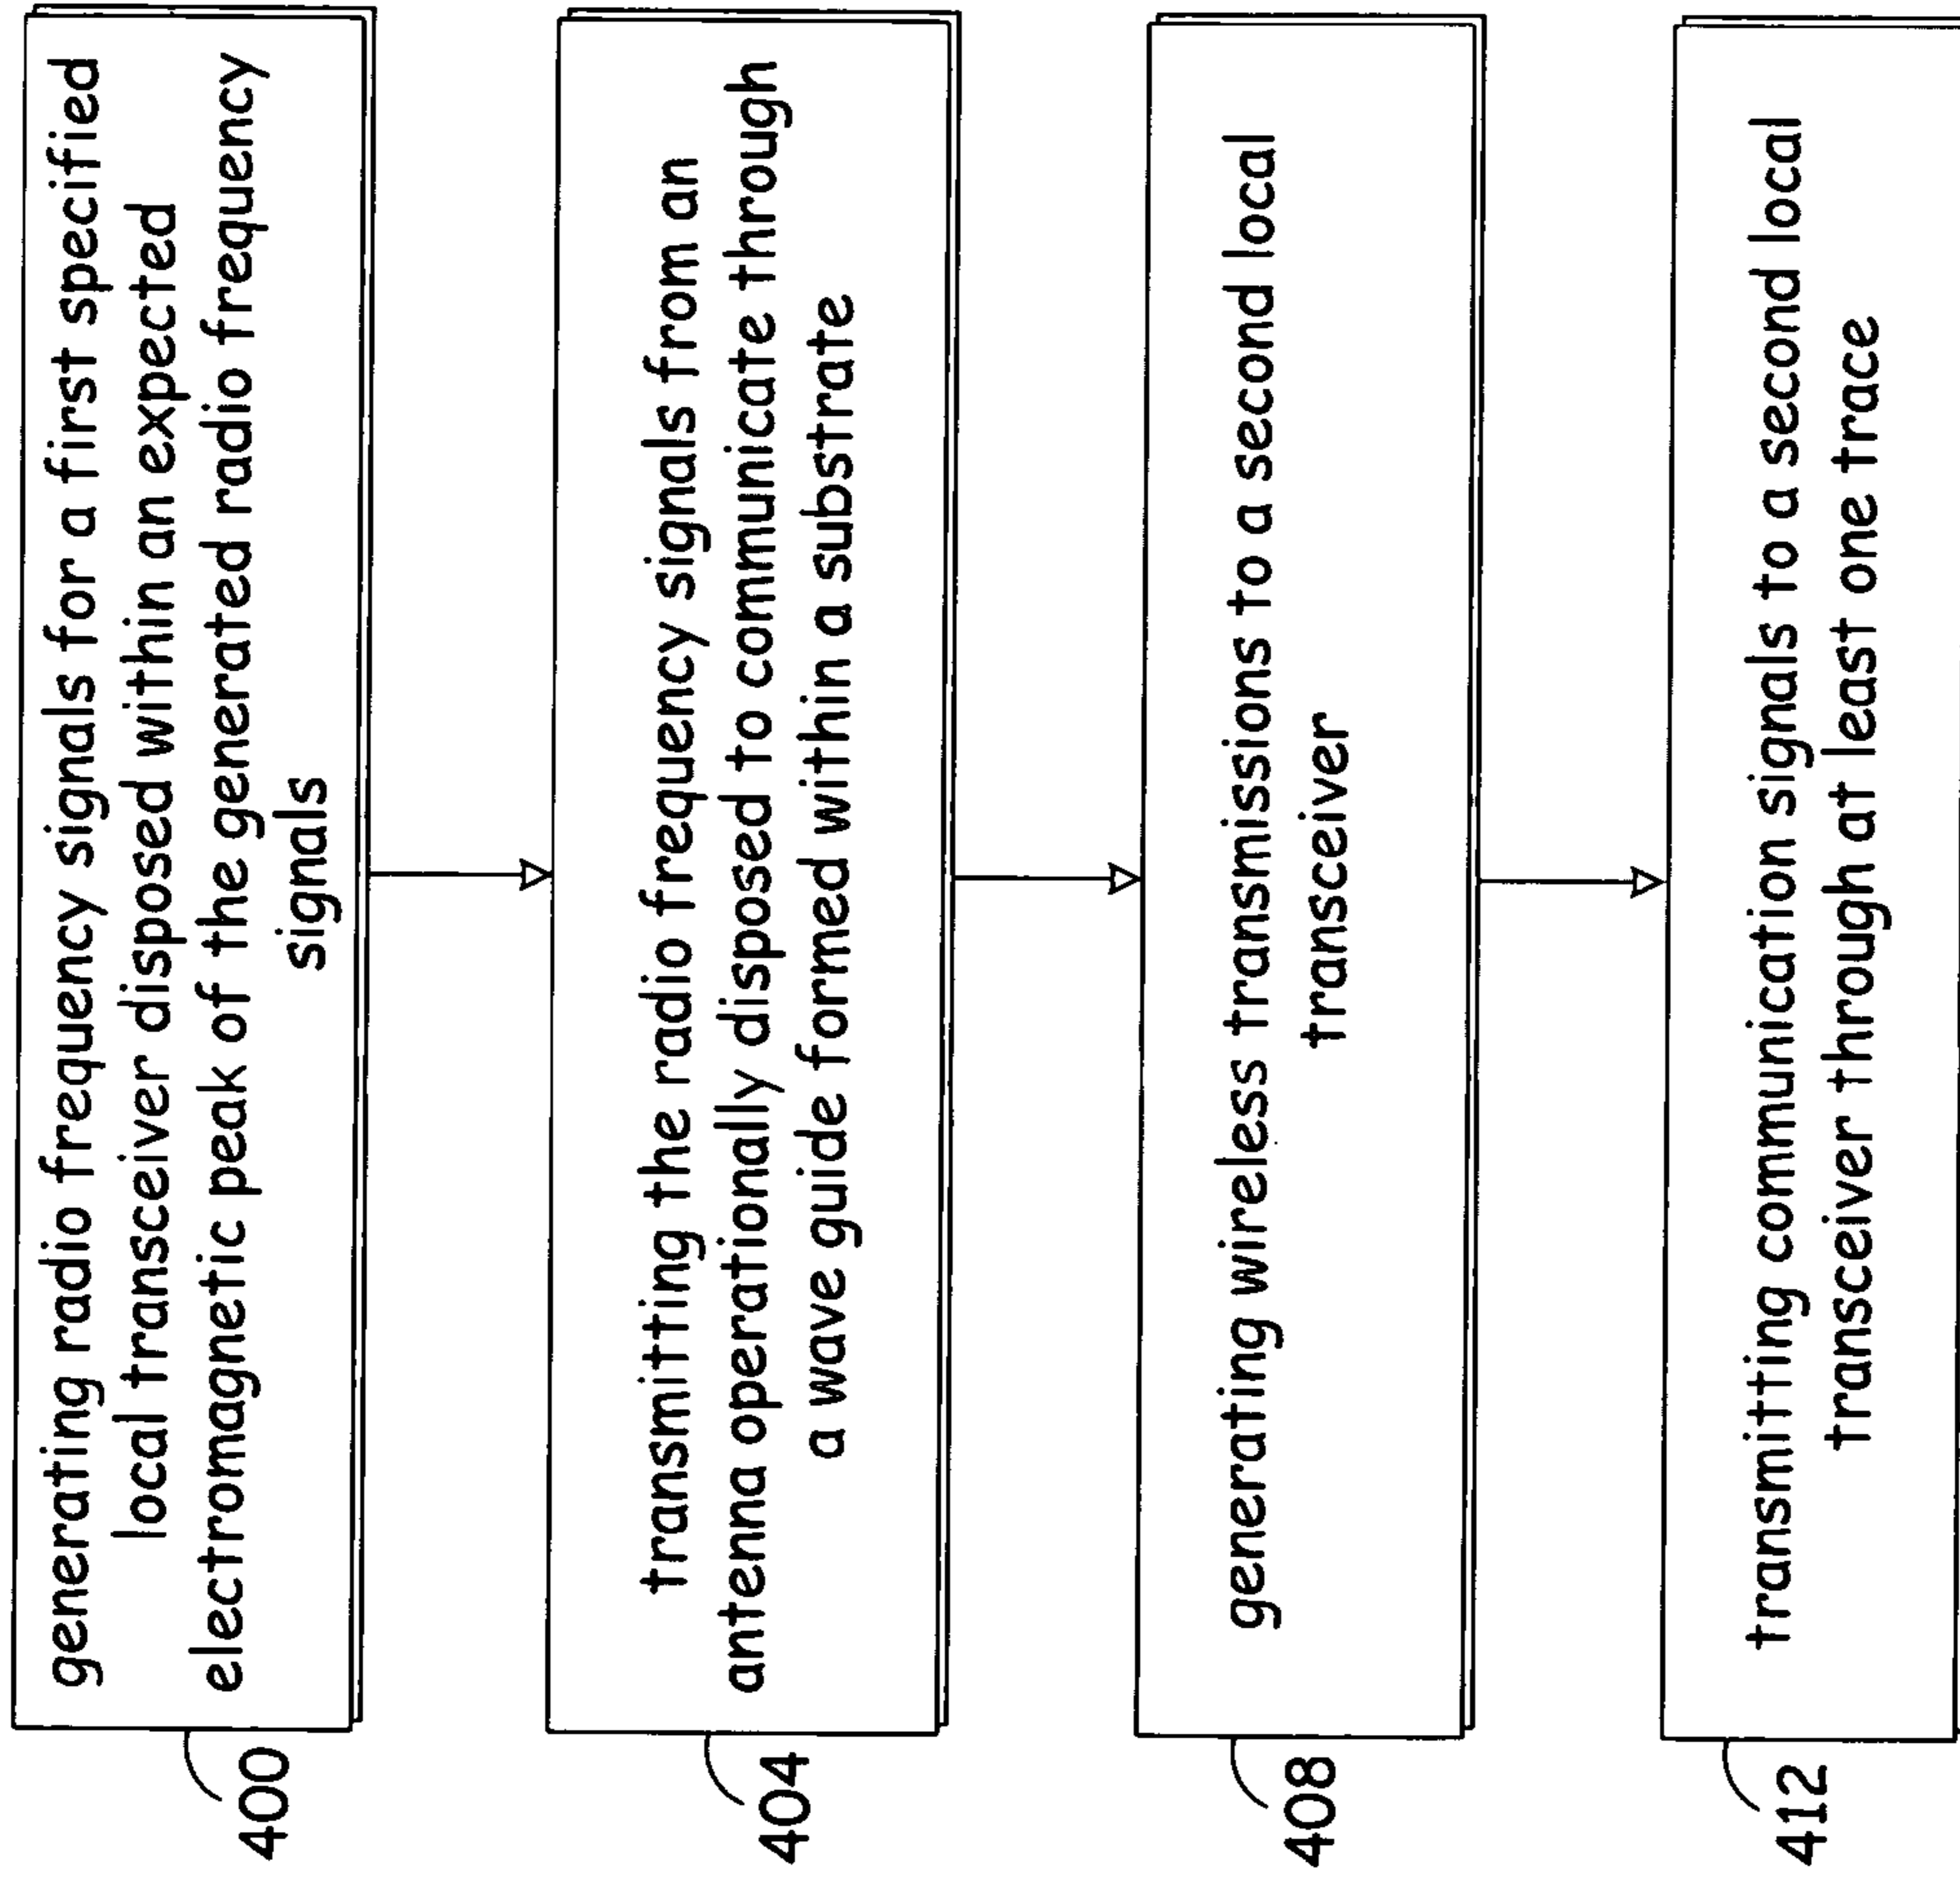 generating radio frequency signals for a first specified
local transceiver disposed within an expected
electromagnetic peak of the generated radio frequency
signals
400
transmitting the radio frequency signals from an
antenna operationally disposed to communicate through
a wave guide formed within a substrate
404
generating wireless transmissions to a second local
transceiver
408
transmitting communication signals to a second local
transceiver through at least one trace
412